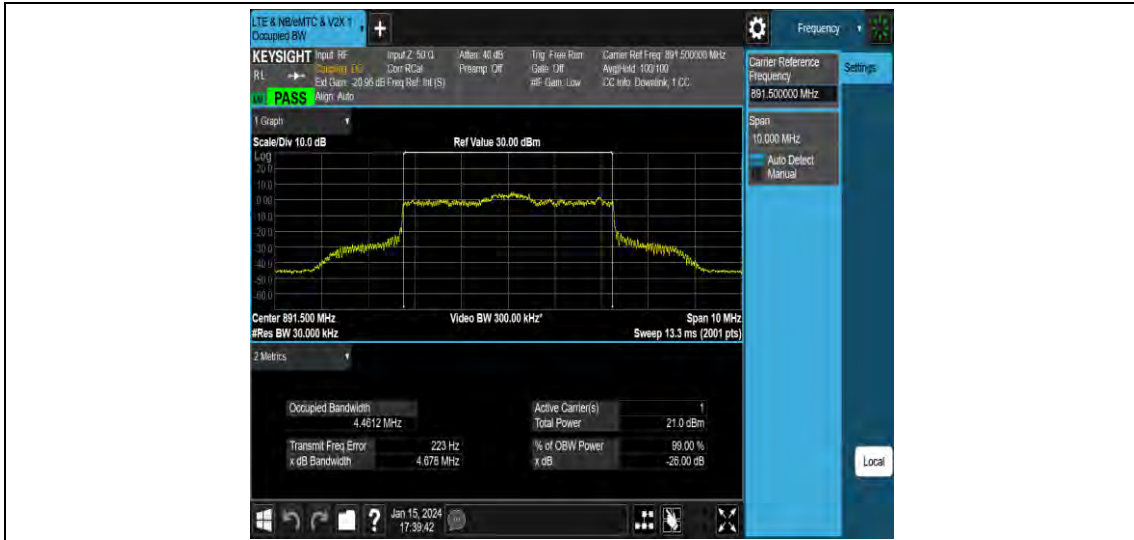 LTE & NB/eMTC & V2X 1
Occupied BW
+
Frequency
KEYSIGHT Input: RF Input Z: 50 Ω Atten: 40 dB Trig: Free Run Carrier Ref Freq: 891.500000 MHz
RL Coupling: DC Corr RCal Preamp: Off Gate: Off Avg|Hold: 100/100
Ext Gain: -20.95 dB Freq Ref: Int (S) #IF Gain: Low CC Info: Downlink, 1 CC
PASS Align: Auto
Carrier Reference
Frequency
891.500000 MHz
Settings
Span
10.000 MHz
Auto Detect
Manual
1 Graph
Scale/Div 10.0 dB Ref Value 30.00 dBm
Log
20.0
10.0
0.00
-10.0
-20.0
-30.0
-40.0
-50.0
-60.0
Center 891.500 MHz Video BW 300.00 kHz* Span 10 MHz
#Res BW 30.000 kHz Sweep 13.3 ms (2001 pts)
2 Metrics
Occupied Bandwidth Active Carrier(s) 1
4.4612 MHz Total Power 21.0 dBm
Transmit Freq Error 223 Hz % of OBW Power 99.00 %
x dB Bandwidth 4.678 MHz x dB -26.00 dB
Local
? Jan 15, 2024
17:39:42